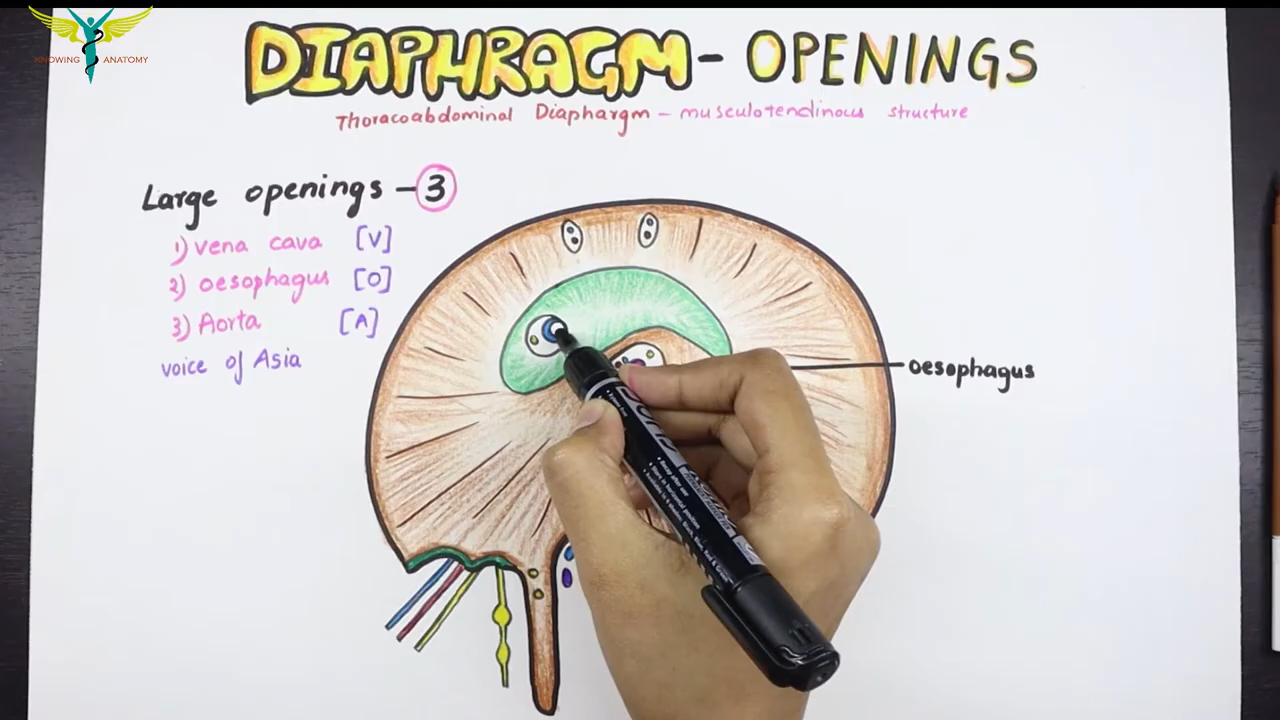 KNOWING ANATOMY
DIAPHRAGM - OPENINGS
Thoracoabdominal Diaphargm - musculotendinous structure
Large openings - 3
1) vena cava [V]
2) oesophagus [O]
3) Aorta [A]
voice of Asia
oesophagus